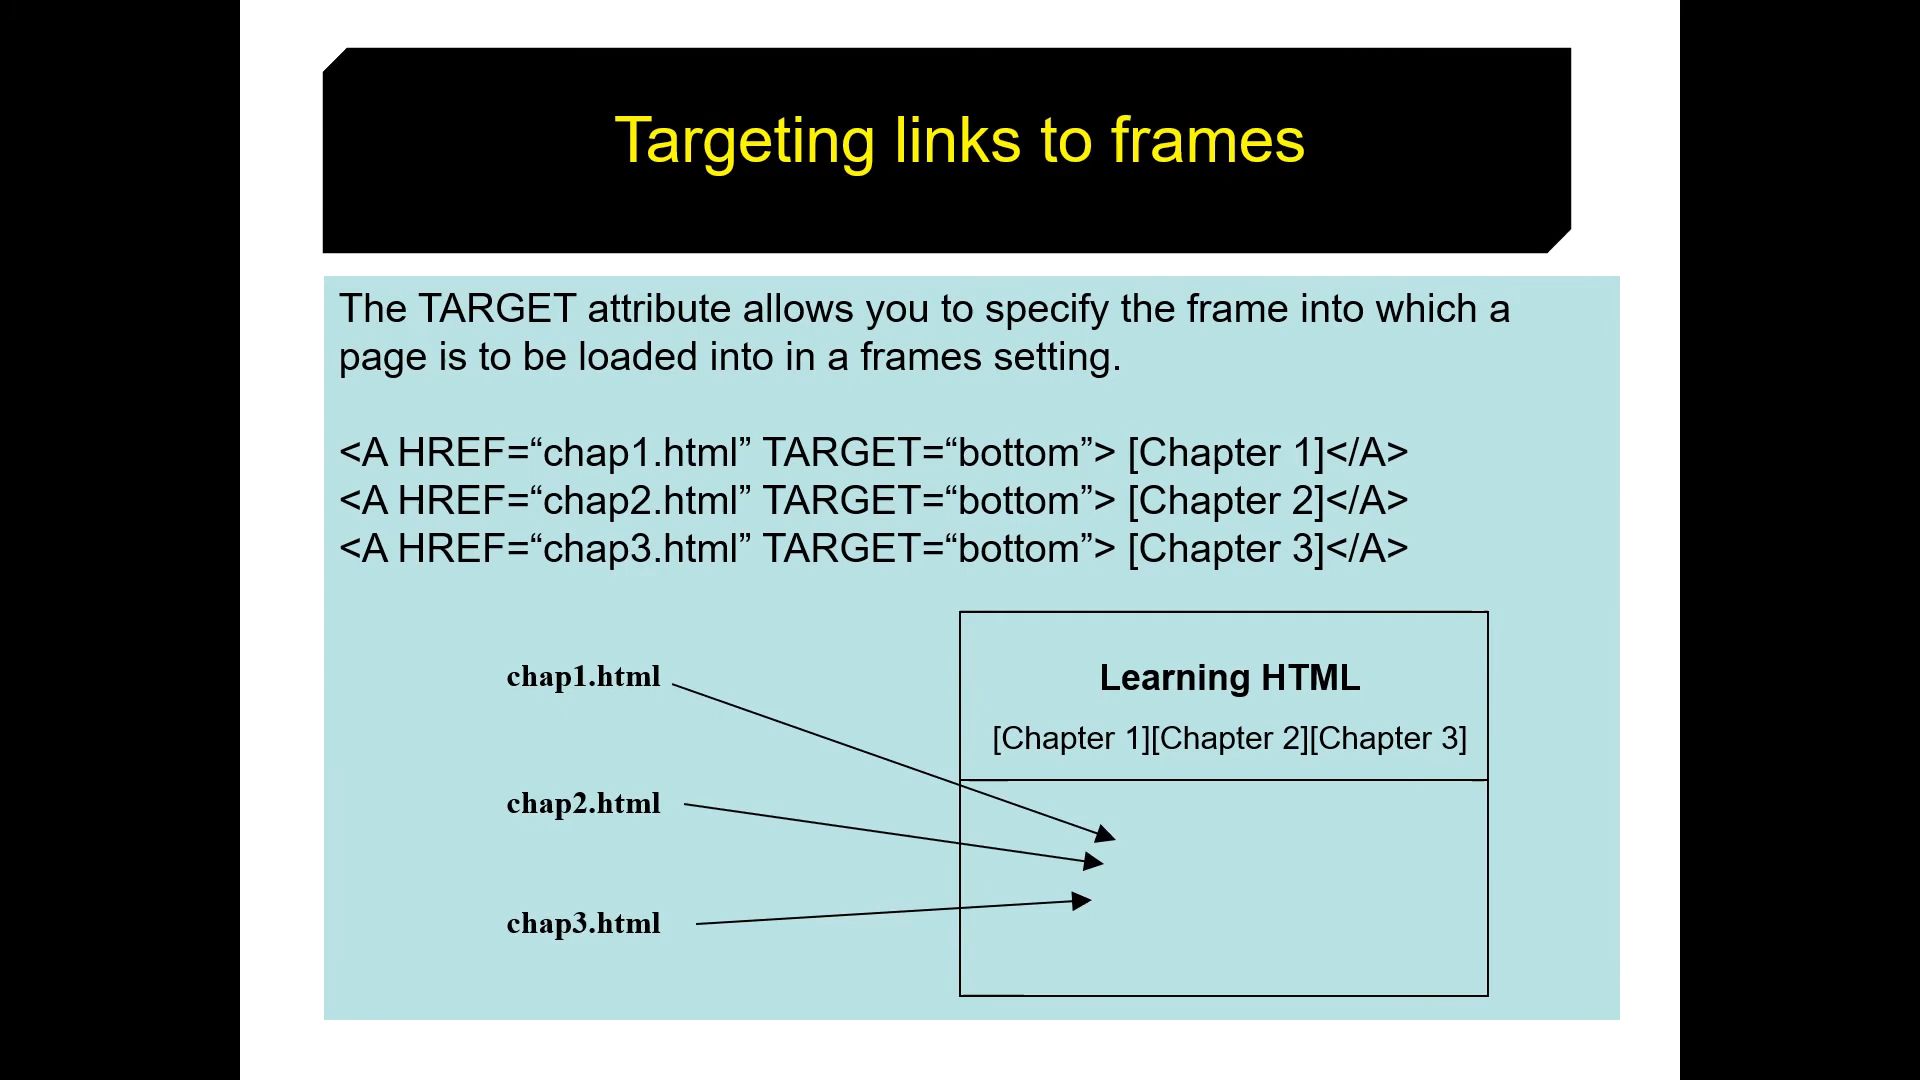 Targeting links to frames
The TARGET attribute allows you to specify the frame into which a
page is to be loaded into in a frames setting.
<A HREF=“chap1.html” TARGET=“bottom”> [Chapter 1]</A>
<A HREF=“chap2.html” TARGET=“bottom”> [Chapter 2]</A>
<A HREF=“chap3.html” TARGET=“bottom”> [Chapter 3]</A>
chap1.html
Learning HTML
[Chapter 1][Chapter 2][Chapter 3]
chap2.html
chap3.html